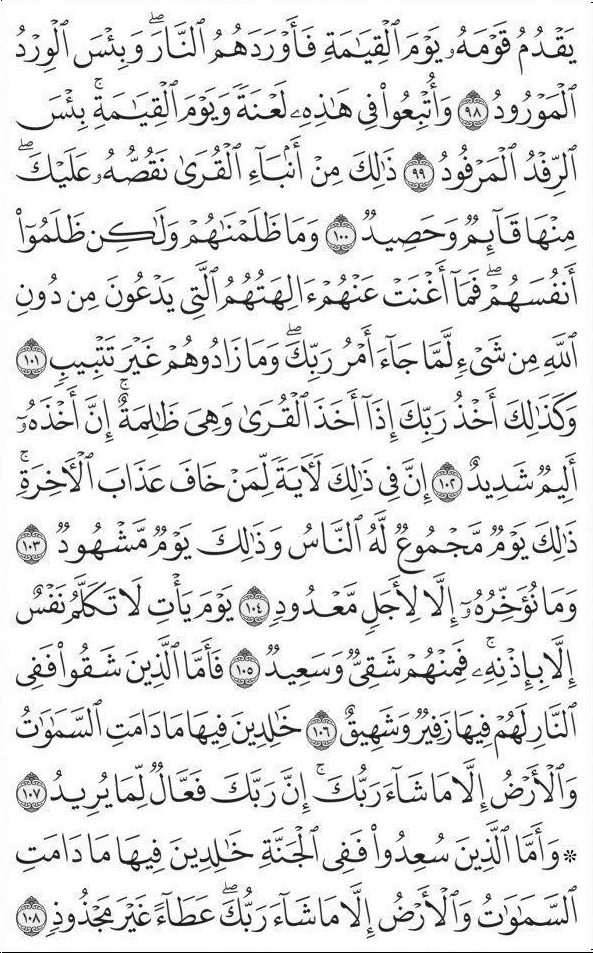 يَقْدُمُ قَوْمَهُۥ يَوْمَ ٱلْقِيَـٰمَةِ فَأَوْرَدَهُمُ ٱلنَّارَۖ وَبِئْسَ ٱلْوِرْدُ
ٱلْمَوْرُودُ ٩٨ وَأُتْبِعُوا۟ فِى هَـٰذِهِۦ لَعْنَةً وَيَوْمَ ٱلْقِيَـٰمَةِۚ بِئْسَ
ٱلرِّفْدُ ٱلْمَرْفُودُ ٩٩ ذَٰلِكَ مِنْ أَنۢبَآءِ ٱلْقُرَىٰ نَقُصُّهُۥ عَلَيْكَۖ
مِنْهَا قَآئِمٌ وَحَصِيدٌ ١٠٠ وَمَا ظَلَمْنَـٰهُمْ وَلَـٰكِن ظَلَمُوٓا۟
أَنفُسَهُمْۖ فَمَآ أَغْنَتْ عَنْهُمْ ءَالِهَتُهُمُ ٱلَّتِى يَدْعُونَ مِن دُونِ
ٱللَّهِ مِن شَىْءٍ لَّمَّا جَآءَ أَمْرُ رَبِّكَۖ وَمَا زَادُوهُمْ غَيْرَ تَتْبِيبٍ ١٠١
وَكَذَٰلِكَ أَخْذُ رَبِّكَ إِذَآ أَخَذَ ٱلْقُرَىٰ وَهِىَ ظَـٰلِمَةٌۚ إِنَّ أَخْذَهُۥٓ
أَلِيمٌ شَدِيدٌ ١٠٢ إِنَّ فِى ذَٰلِكَ لَـَٔايَةً لِّمَنْ خَافَ عَذَابَ ٱلْـَٔاخِرَةِۚ
ذَٰلِكَ يَوْمٌ مَّجْمُوعٌ لَّهُ ٱلنَّاسُ وَذَٰلِكَ يَوْمٌ مَّشْهُودٌ ١٠٣
وَمَا نُؤَخِّرُهُۥٓ إِلَّا لِأَجَلٍ مَّعْدُودٍ ١٠٤ يَوْمَ يَأْتِ لَا تَكَلَّمُ نَفْسٌ
إِلَّا بِإِذْنِهِۦۚ فَمِنْهُمْ شَقِىٌّ وَسَعِيدٌ ١٠٥ فَأَمَّا ٱلَّذِينَ شَقُوا۟ فَفِى
ٱلنَّارِ لَهُمْ فِيهَا زَفِيرٌ وَشَهِيقٌ ١٠٦ خَـٰلِدِينَ فِيهَا مَا دَامَتِ ٱلسَّمَـٰوَٰتُ
وَٱلْأَرْضُ إِلَّا مَا شَآءَ رَبُّكَۚ إِنَّ رَبَّكَ فَعَّالٌ لِّمَا يُرِيدُ ١٠٧
۞ وَأَمَّا ٱلَّذِينَ سُعِدُوا۟ فَفِى ٱلْجَنَّةِ خَـٰلِدِينَ فِيهَا مَا دَامَتِ
ٱلسَّمَـٰوَٰتُ وَٱلْأَرْضُ إِلَّا مَا شَآءَ رَبُّكَۖ عَطَآءً غَيْرَ مَجْذُوذٍ ١٠٨